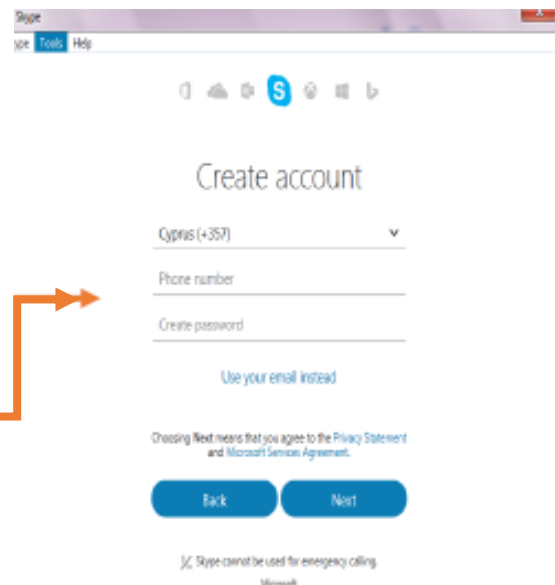 Skype
ype Tools Help
Create account
Cyprus (+357)
Phone number
Create password
Use your email instead
Choosing Next means that you agree to the Privacy Statement
and Microsoft Services Agreement.
Back Next
Skype cannot be used for emergency calling.
Microsoft